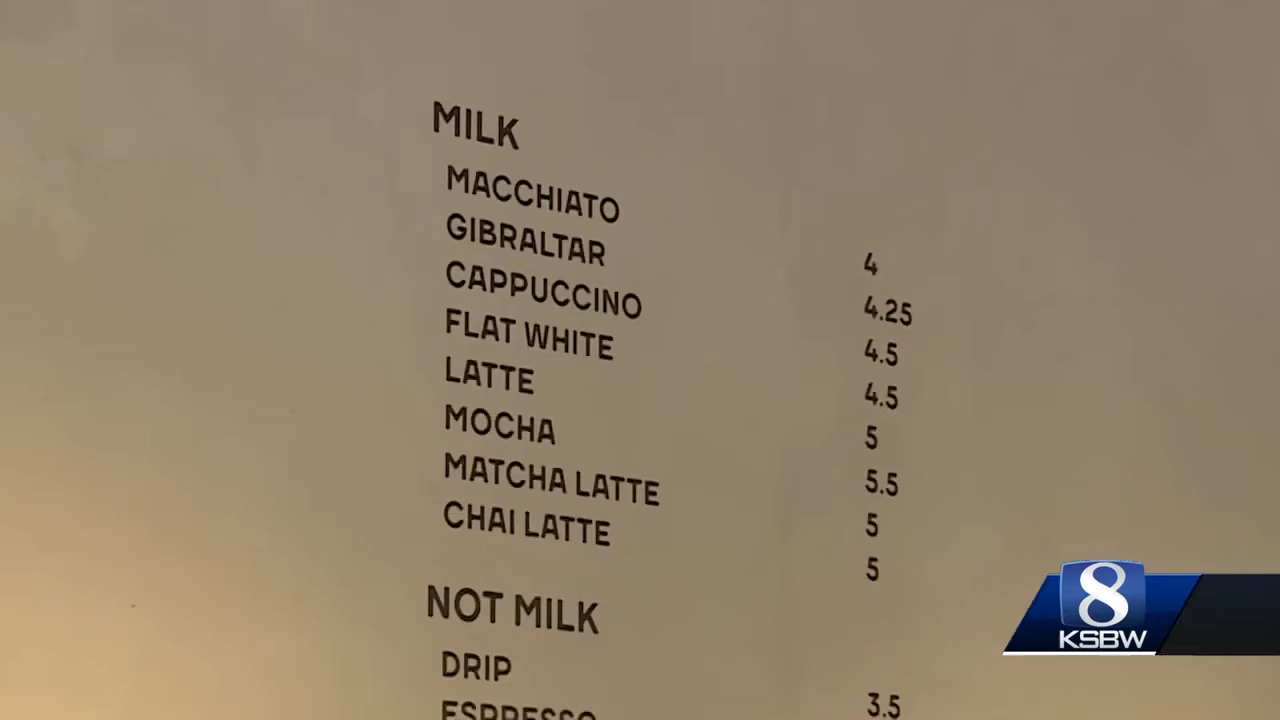 MILK
MACCHIATO 4
GIBRALTAR 4.25
CAPPUCCINO 4.5
FLAT WHITE 4.5
LATTE 5
MOCHA 5.5
MATCHA LATTE 5
CHAI LATTE 5
NOT MILK
DRIP 3.5
ESPRESSO
8
KSBW